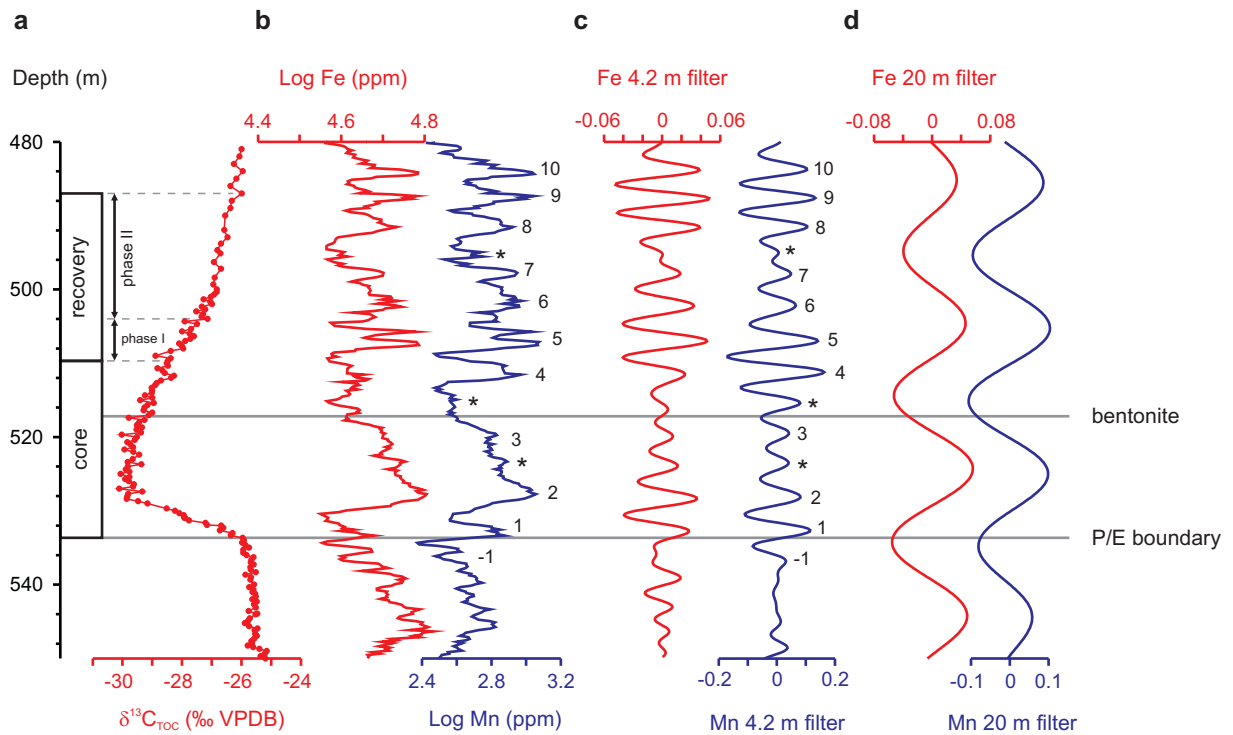 a b c d
Depth (m) Log Fe (ppm) Fe 4.2 m filter Fe 20 m filter
4.4 4.6 4.8 -0.06 0 0.06 -0.08 0 0.08
480
500
520
540
recovery
core
phase II
phase I
10
9
8
*
7
6
5
4
*
3
*
2
1
-1
10
9
8
*
7
6
5
4
*
3
*
2
1
-1
bentonite
P/E boundary
-30 -28 -26 -24 2.4 2.8 3.2 -0.2 0 0.2 -0.1 0 0.1
δ¹³C_TOC (‰ VPDB) Log Mn (ppm) Mn 4.2 m filter Mn 20 m filter